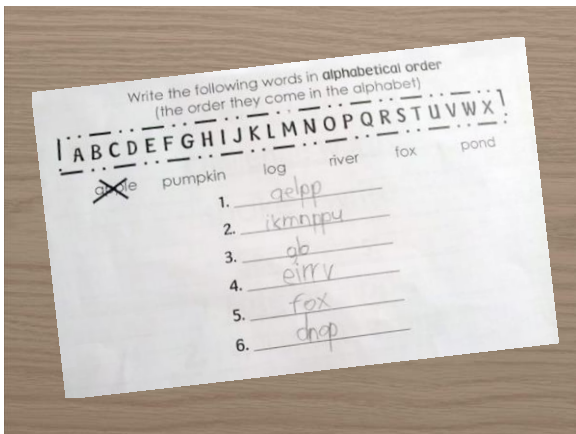 Write the following words in alphabetical order
(the order they come in the alphabet)
A B C D E F G H I J K L M N O P Q R S T U V W X
apple pumpkin log river fox pond
1. aelpp
2. ikmnppu
3. glo
4. eirrv
5. fox
6. dnop